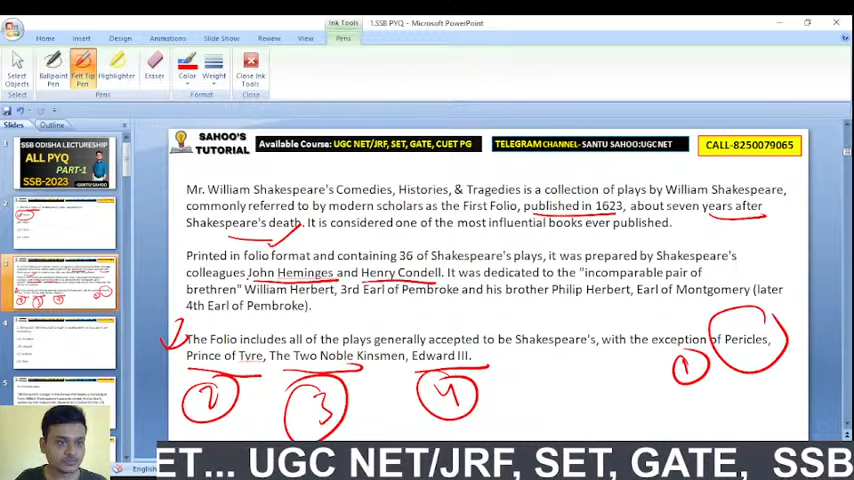 Ink Tools
1.SSB PYQ - Microsoft PowerPoint
Home Insert Design Animations Slide Show Review View Pens
Select Objects
Ballpoint Pen
Felt Tip Pen
Highlighter
Eraser
Color
Weight
Close Ink Tools
Select
Pens
Format
Close
Slides Outline
SSB ODISHA LECTURESHIP
ALL PYQ
PART-1
SSB-2023
SAHOO'S TUTORIAL
Available Course: UGC NET/JRF, SET, GATE, CUET PG
TELEGRAM CHANNEL- SANTU SAHOO:UGC NET
CALL-8250079065
Mr. William Shakespeare's Comedies, Histories, & Tragedies is a collection of plays by William Shakespeare,
commonly referred to by modern scholars as the First Folio, published in 1623, about seven years after
Shakespeare's death. It is considered one of the most influential books ever published.
Printed in folio format and containing 36 of Shakespeare's plays, it was prepared by Shakespeare's
colleagues John Heminges and Henry Condell. It was dedicated to the "incomparable pair of
brethren" William Herbert, 3rd Earl of Pembroke and his brother Philip Herbert, Earl of Montgomery (later
4th Earl of Pembroke).
The Folio includes all of the plays generally accepted to be Shakespeare's, with the exception of Pericles,
Prince of Tyre, The Two Noble Kinsmen, Edward III.
1
2 3 4
English
ET... UGC NET/JRF, SET, GATE, SSB